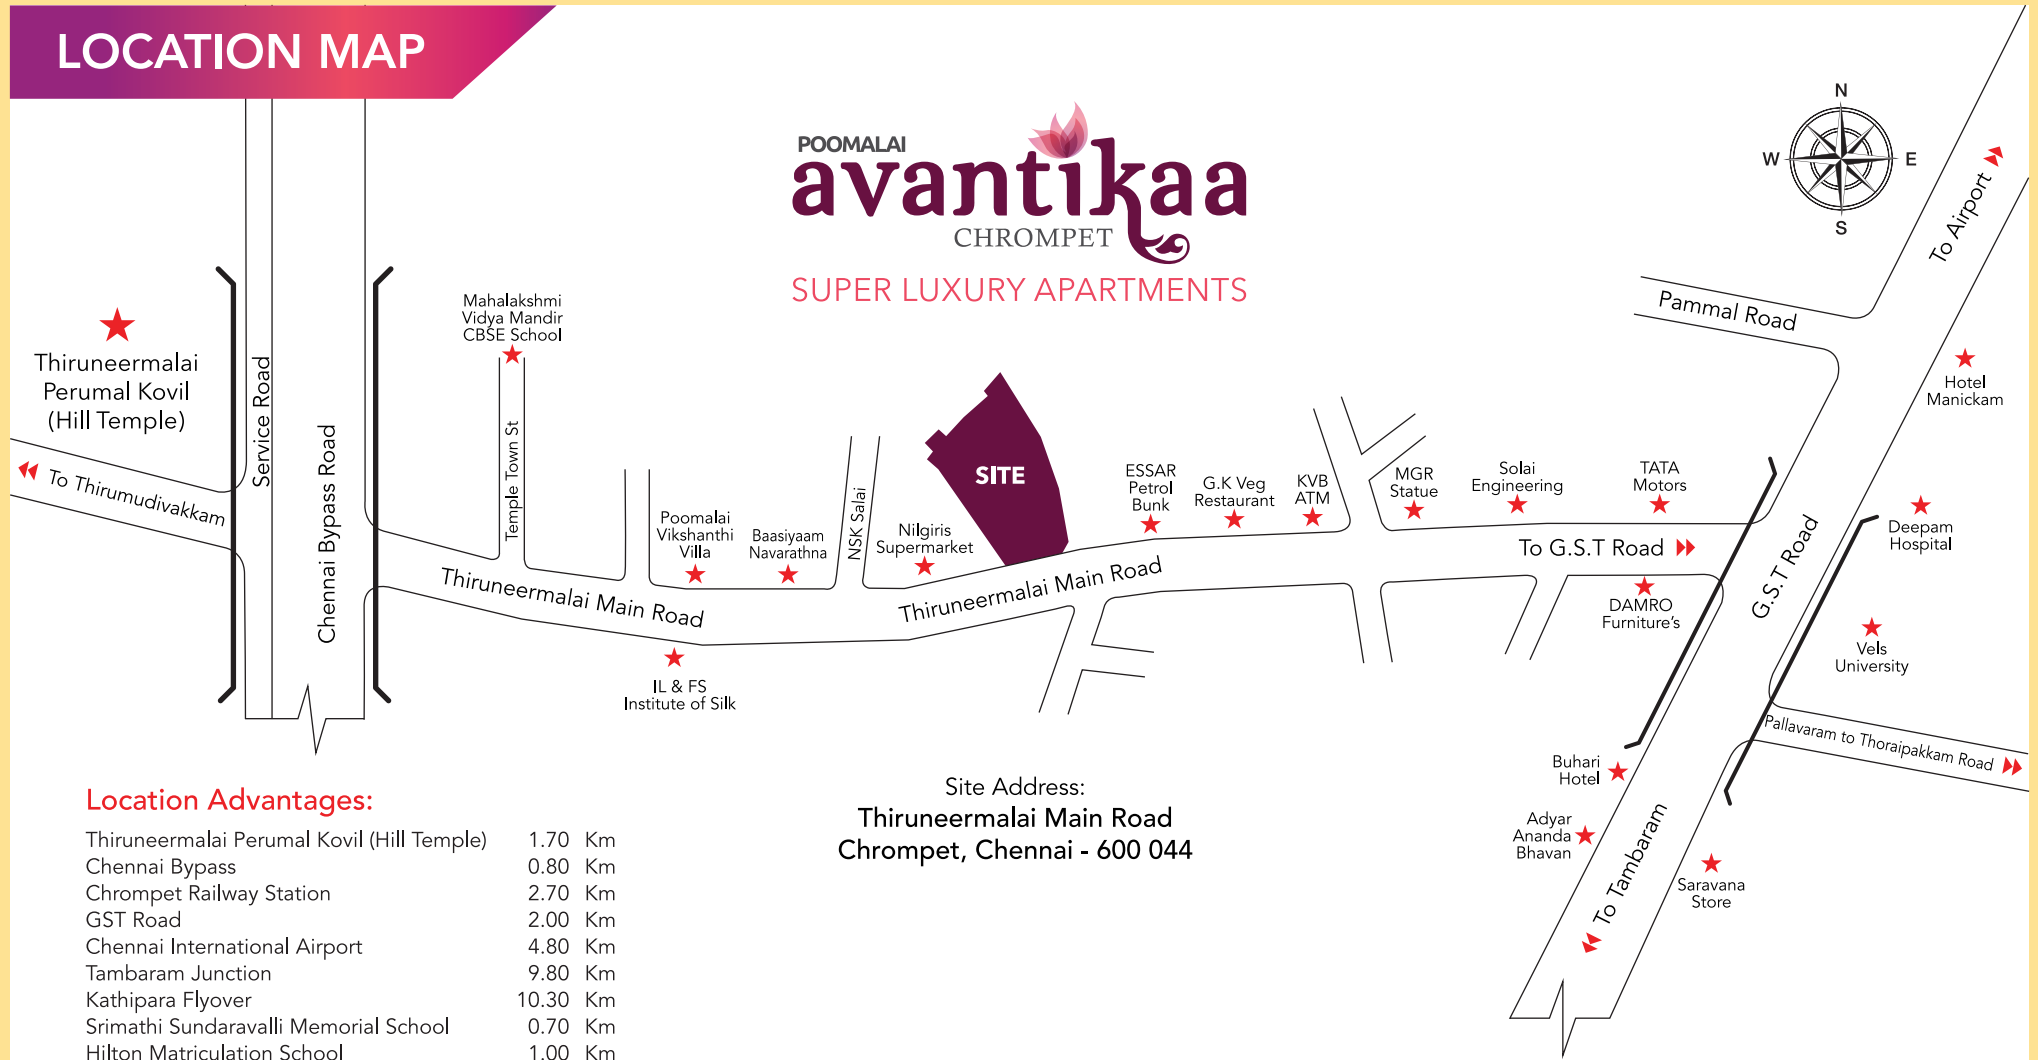 LOCATION MAP
POOMALAI
avantikaa
CHROMPET
SUPER LUXURY APARTMENTS
N
W
E
S
To Airport
Pammal Road
Hotel
Manickam
Thiruneermalai
Perumal Kovil
(Hill Temple)
Service Road
Chennai Bypass Road
To Thirumudivakkam
Mahalakshmi
Vidya Mandir
CBSE School
Temple Town St
Poomalai
Vikshanthi
Villa
Baasiyaam
Navarathna
NSK Salai
Nilgiris
Supermarket
SITE
ESSAR
Petrol
Bunk
G.K Veg
Restaurant
KVB
ATM
MGR
Statue
Solai
Engineering
TATA
Motors
To G.S.T Road
Thiruneermalai Main Road
Thiruneermalai Main Road
DAMRO
Furniture's
G.S.T Road
Deepam
Hospital
Vels
University
IL & FS
Institute of Silk
Pallavaram to Thoraipakkam Road
Buhari
Hotel
Adyar
Ananda
Bhavan
To Tambaram
Saravana
Store
Site Address:
Thiruneermalai Main Road
Chrompet, Chennai - 600 044
Location Advantages:
Thiruneermalai Perumal Kovil (Hill Temple) 1.70 Km
Chennai Bypass 0.80 Km
Chrompet Railway Station 2.70 Km
GST Road 2.00 Km
Chennai International Airport 4.80 Km
Tambaram Junction 9.80 Km
Kathipara Flyover 10.30 Km
Srimathi Sundaravalli Memorial School 0.70 Km
Hilton Matriculation School 1.00 Km